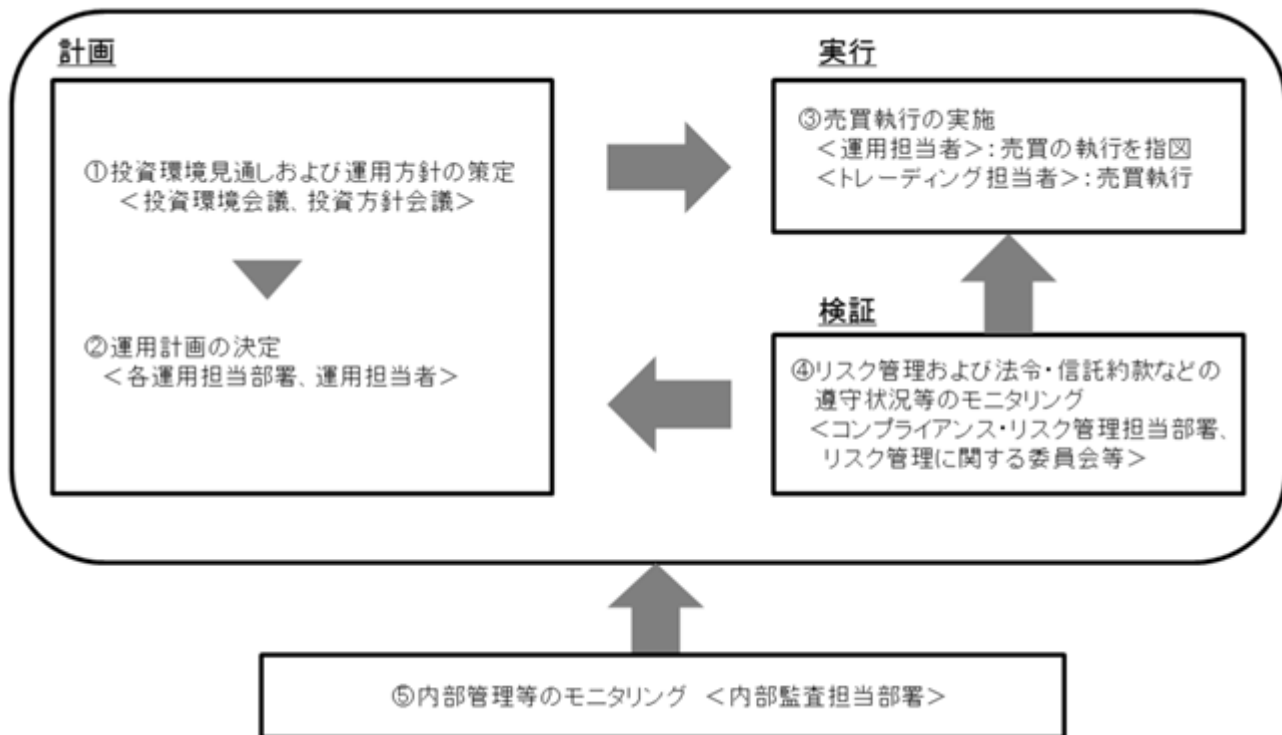 計画
①投資環境見通しおよび運用方針の策定
＜投資環境会議、投資方針会議＞
②運用計画の決定
＜各運用担当部署、運用担当者＞
実行
③売買執行の実施
＜運用担当者＞：売買の執行を指図
＜トレーディング担当者＞：売買執行
検証
④リスク管理および法令・信託約款などの
遵守状況等のモニタリング
＜コンプライアンス・リスク管理担当部署、
リスク管理に関する委員会等＞
⑤内部管理等のモニタリング ＜内部監査担当部署＞